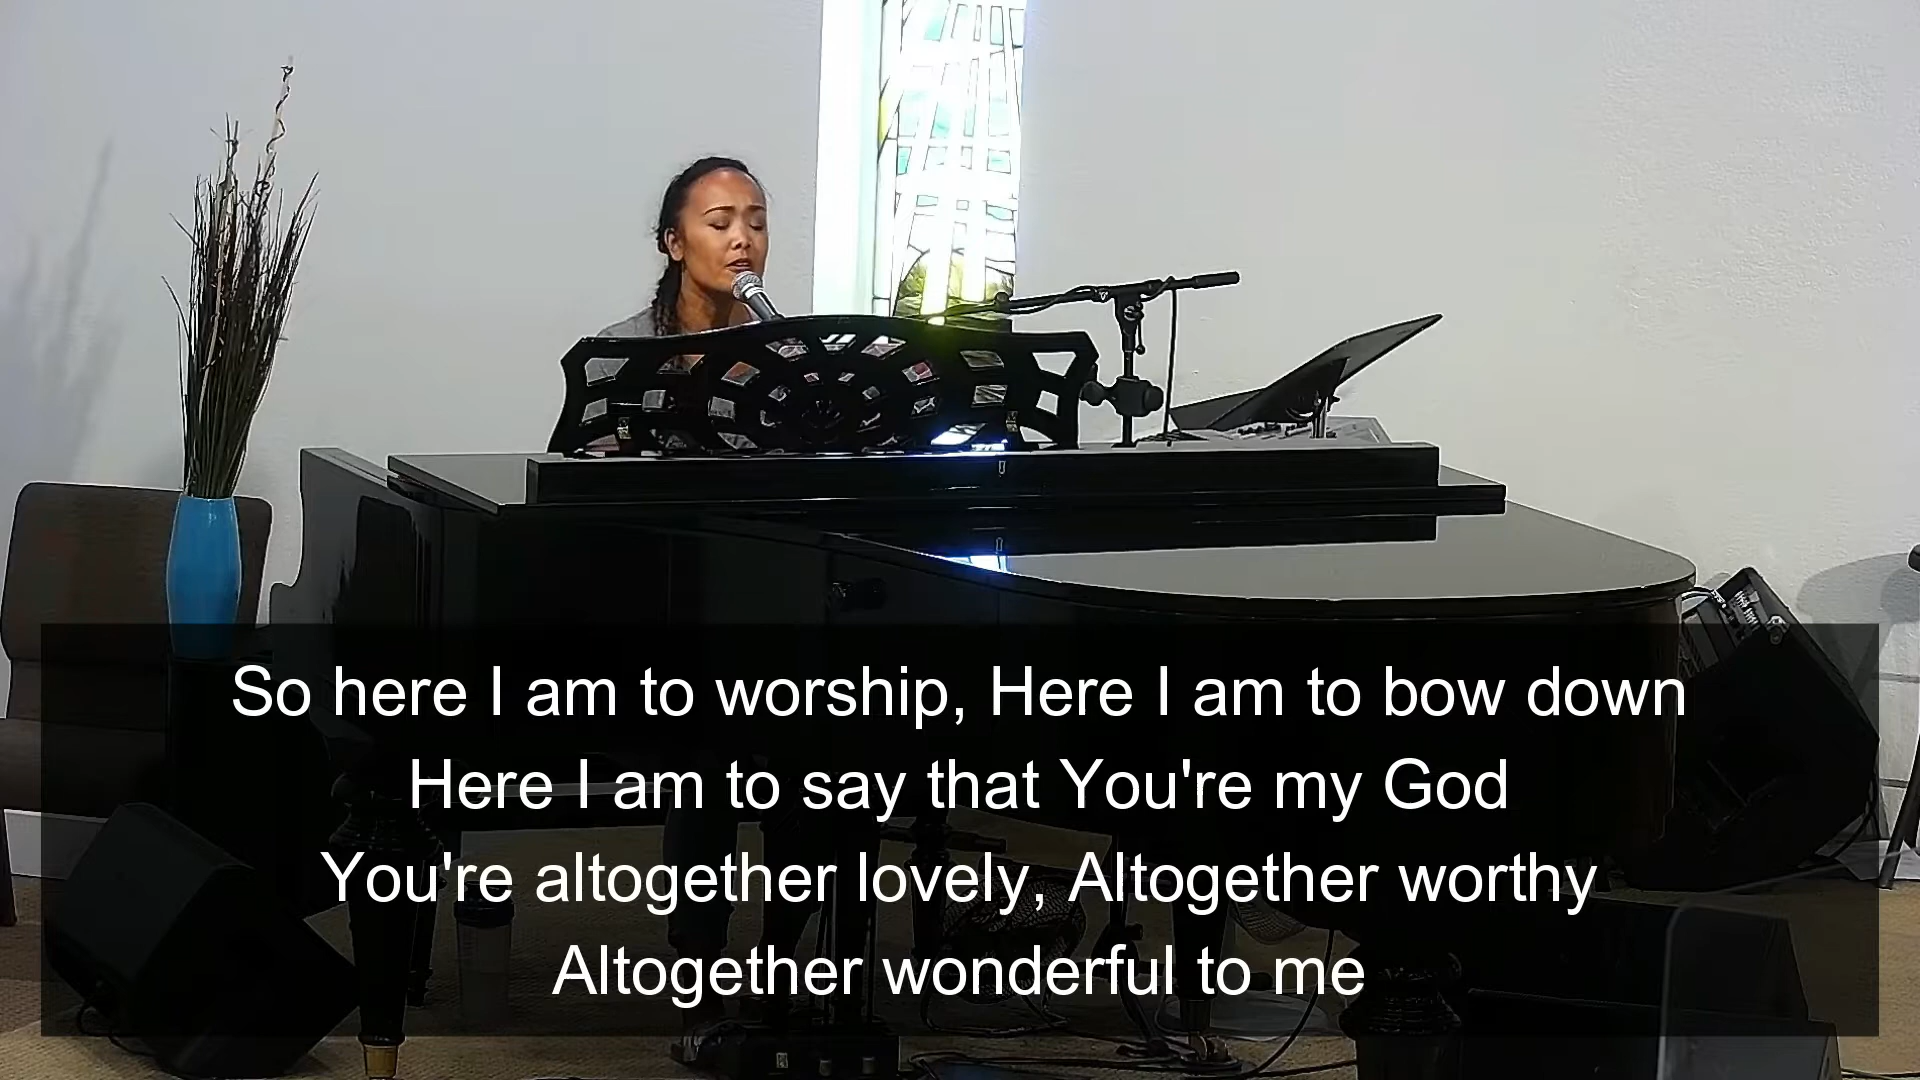 So here I am to worship, Here I am to bow down
Here I am to say that You're my God
You're altogether lovely, Altogether worthy
Altogether wonderful to me